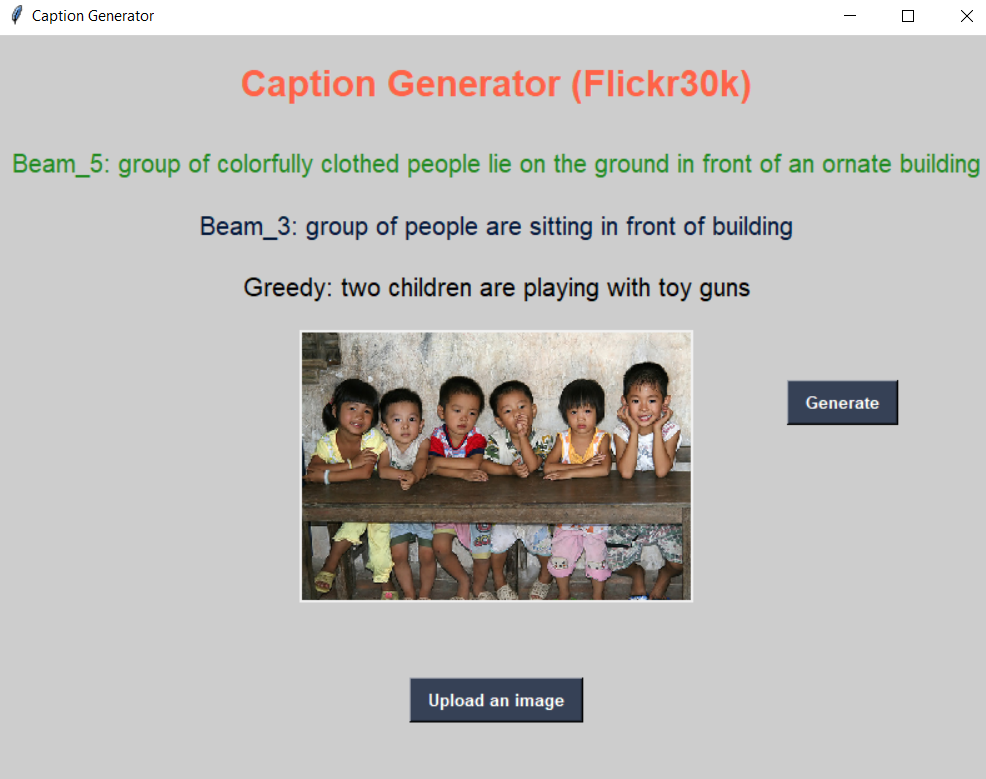 Caption Generator
Caption Generator (Flickr30k)
Beam_5: group of colorfully clothed people lie on the ground in front of an ornate building
Beam_3: group of people are sitting in front of building
Greedy: two children are playing with toy guns
Generate
Upload an image